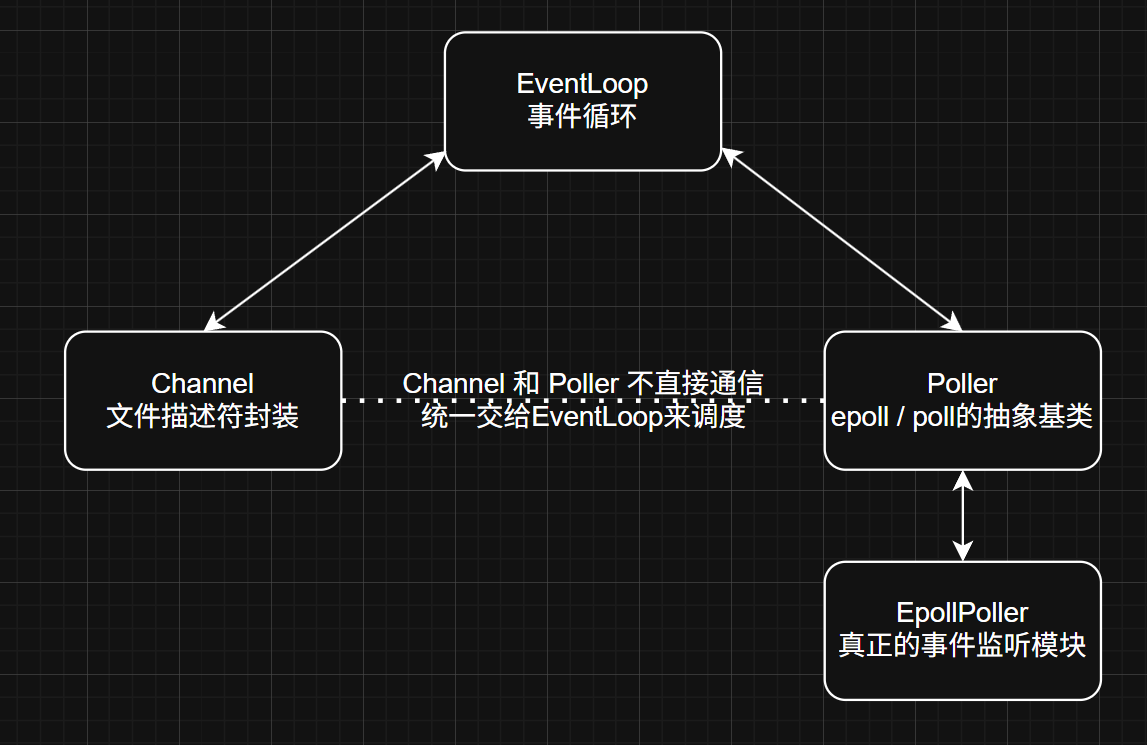 EventLoop
事件循环
Channel
文件描述符封装
Channel 和 Poller 不直接通信
统一交给EventLoop来调度
Poller
epoll / poll的抽象基类
EpollPoller
真正的事件监听模块